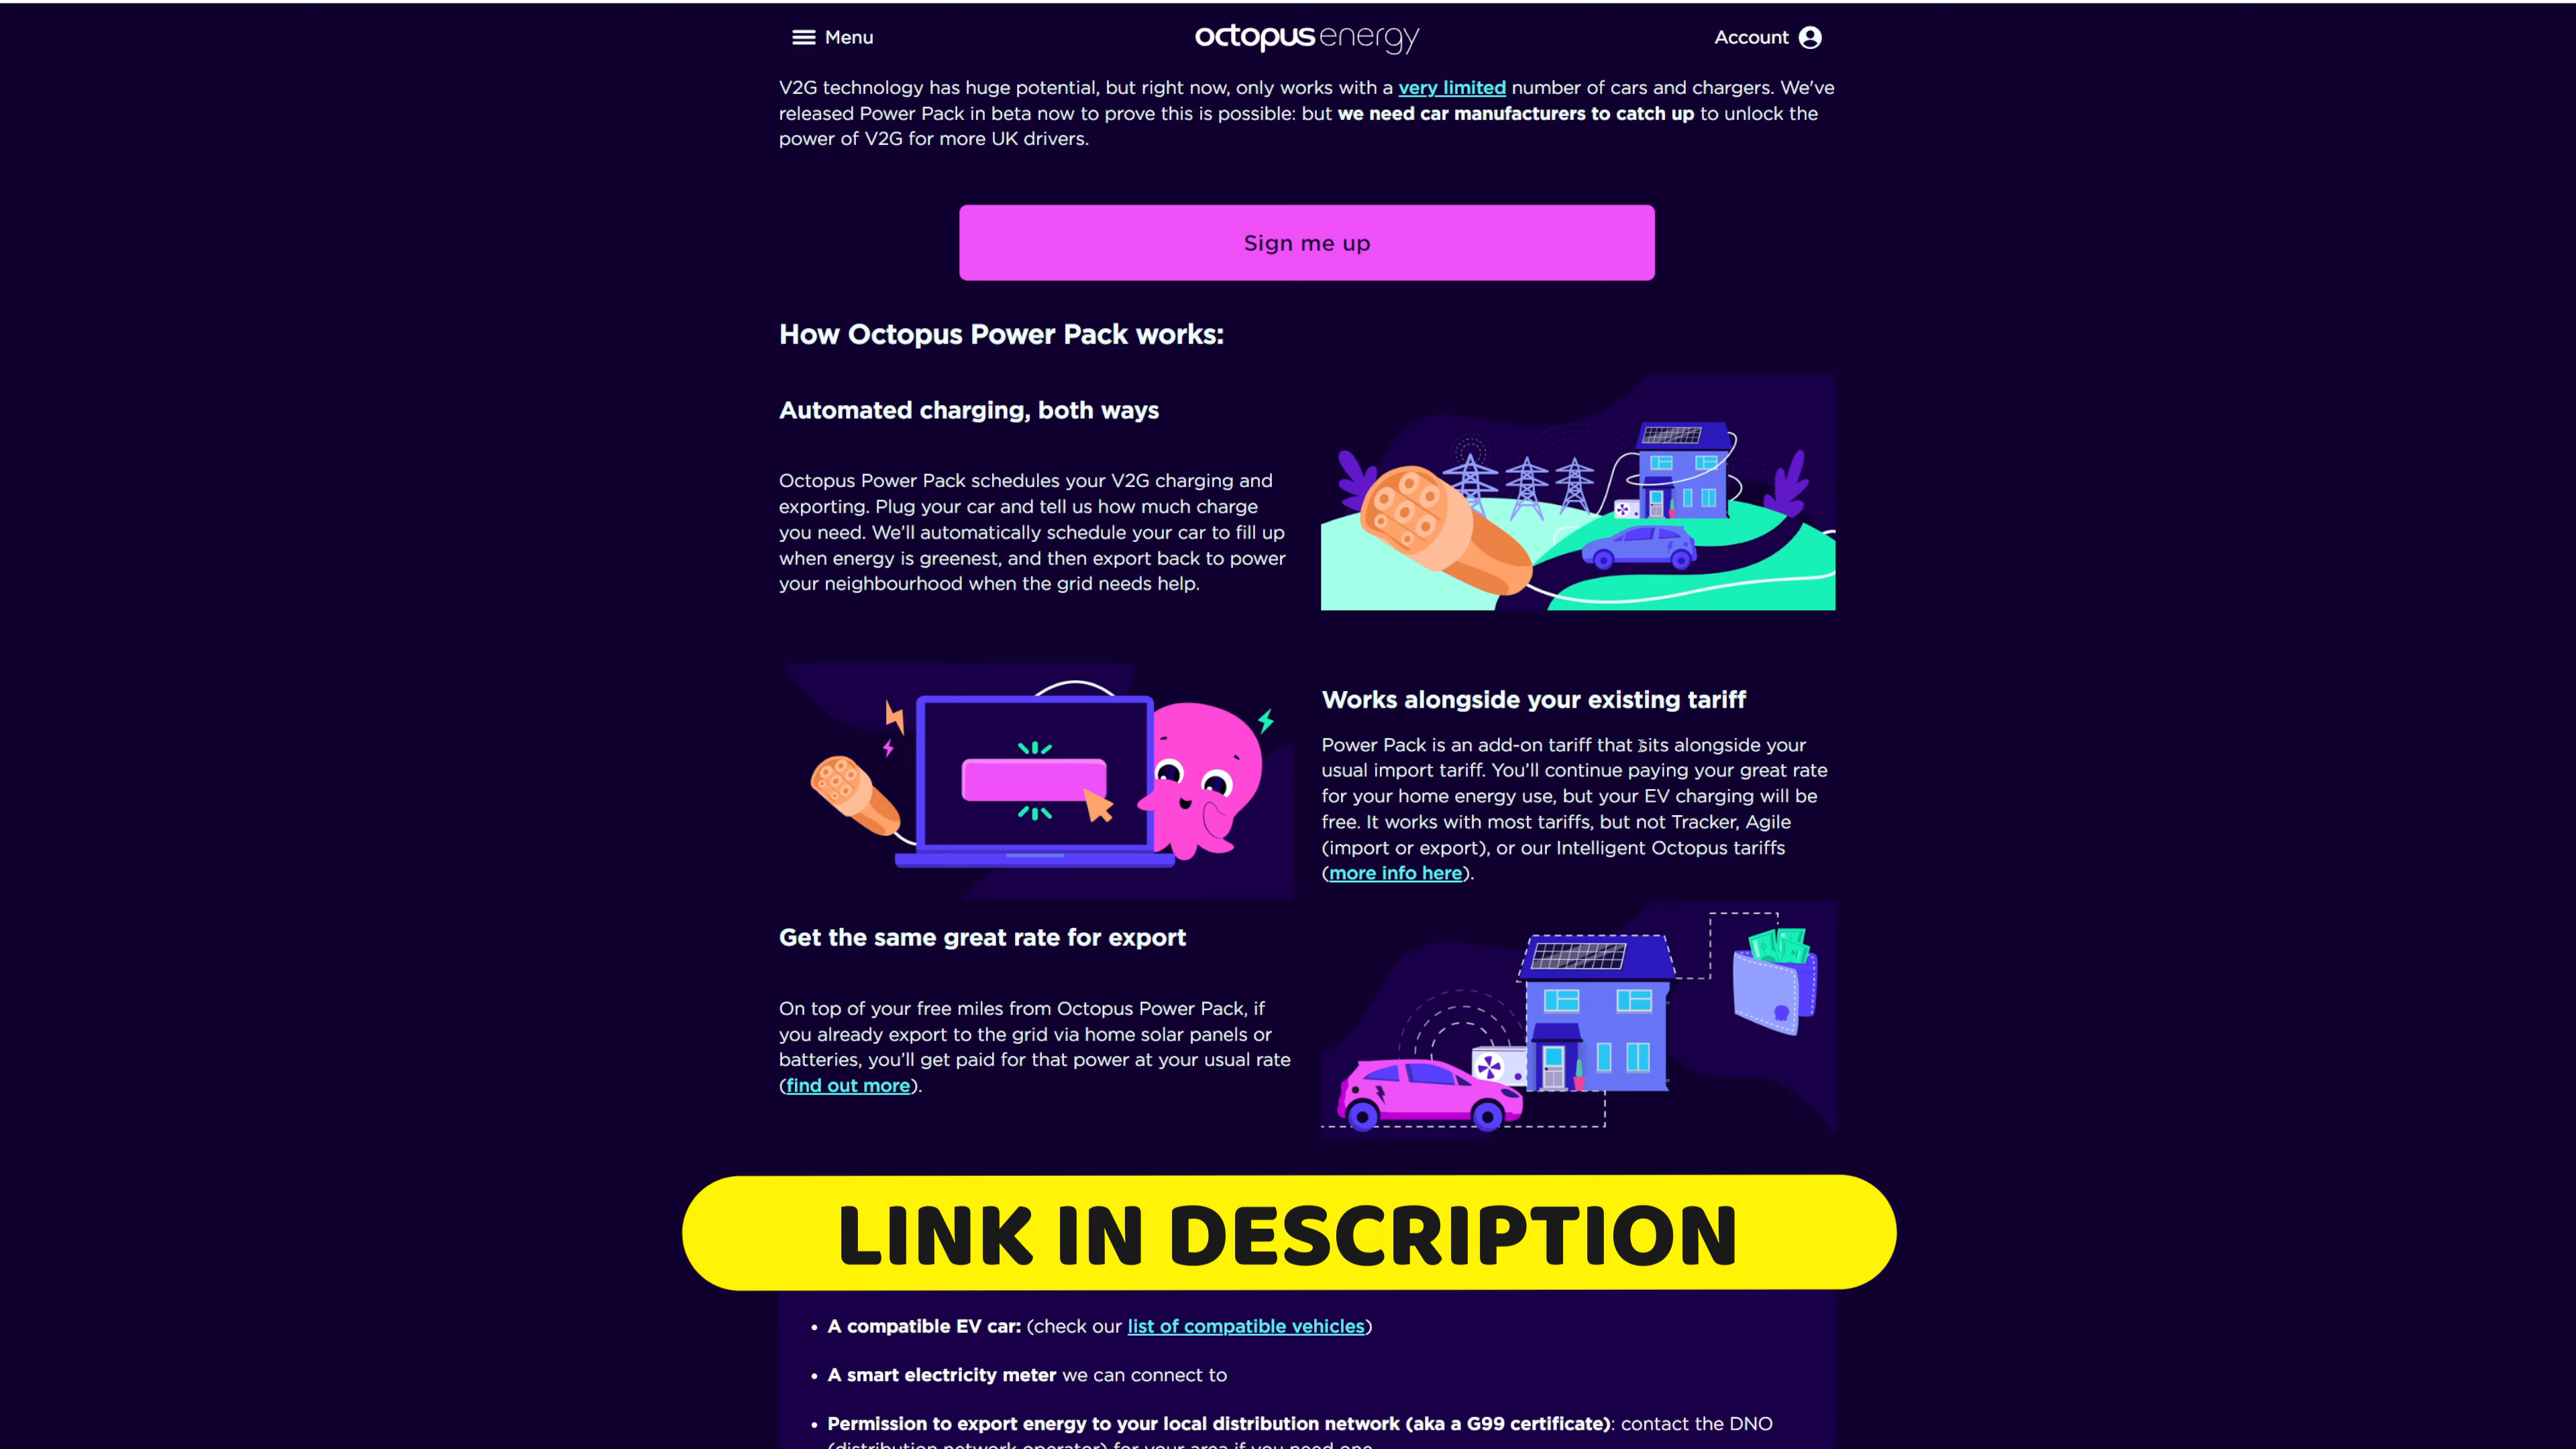 Menu
octopus energy
Account
V2G technology has huge potential, but right now, only works with a very limited number of cars and chargers. We've
released Power Pack in beta now to prove this is possible: but we need car manufacturers to catch up to unlock the
power of V2G for more UK drivers.
Sign me up
How Octopus Power Pack works:
Automated charging, both ways
Octopus Power Pack schedules your V2G charging and
exporting. Plug your car and tell us how much charge
you need. We'll automatically schedule your car to fill up
when energy is greenest, and then export back to power
your neighbourhood when the grid needs help.
Works alongside your existing tariff
Power Pack is an add-on tariff that sits alongside your
usual import tariff. You'll continue paying your great rate
for your home energy use, but your EV charging will be
free. It works with most tariffs, but not Tracker, Agile
(import or export), or our Intelligent Octopus tariffs
(more info here).
Get the same great rate for export
On top of your free miles from Octopus Power Pack, if
you already export to the grid via home solar panels or
batteries, you'll get paid for that power at your usual rate
(find out more).
LINK IN DESCRIPTION
• A compatible EV car: (check our list of compatible vehicles)
• A smart electricity meter we can connect to
• Permission to export energy to your local distribution network (aka a G99 certificate): contact the DNO
(distribution network operator) for your area if you need one